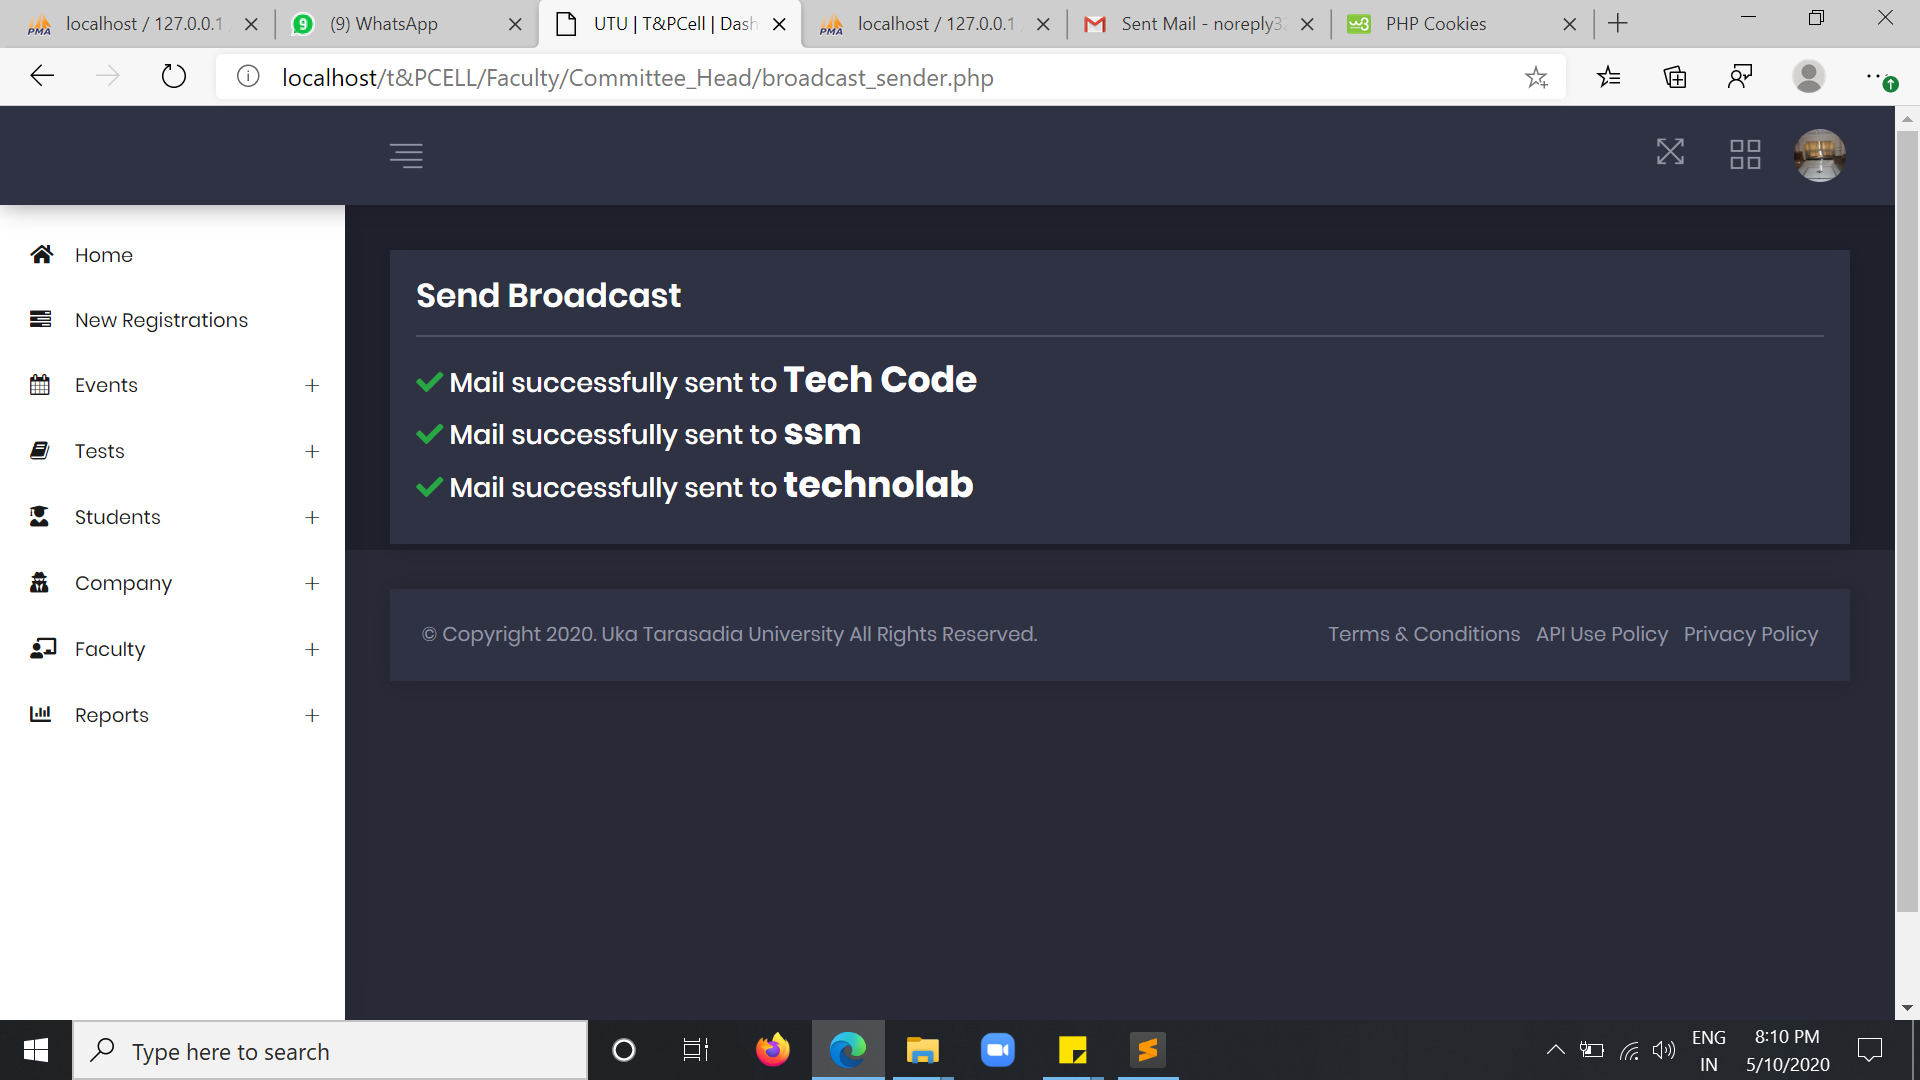 localhost / 127.0.0.1
(9) WhatsApp
UTU | T&PCell | Dash
localhost / 127.0.0.1
Sent Mail - noreply3
PHP Cookies
localhost/t&PCELL/Faculty/Committee_Head/broadcast_sender.php
Home
New Registrations
Events
Tests
Students
Company
Faculty
Reports
Send Broadcast
Mail successfully sent to Tech Code
Mail successfully sent to ssm
Mail successfully sent to technolab
© Copyright 2020. Uka Tarasadia University All Rights Reserved.
Terms & Conditions API Use Policy Privacy Policy
Type here to search
ENG
IN
8:10 PM
5/10/2020